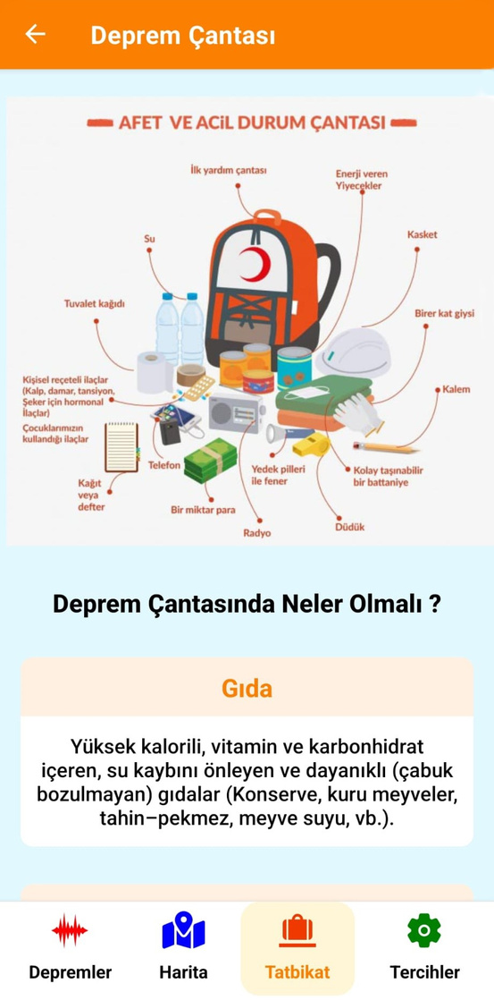 Deprem Çantası
AFET VE ACİL DURUM ÇANTASI
İlk yardım çantası
Enerji veren
Yiyecekler
Su
Kasket
Tuvalet kağıdı
Birer kat giysi
Kişisel reçeteli ilaçlar
(Kalp, damar, tansiyon,
Şeker için hormonal
İlaçlar)
Çocuklarımızın
kullandığı ilaçlar
Kalem
Telefon
Yedek pilleri
ile fener
Kolay taşınabilir
bir battaniye
Kağıt
veya
defter
Bir miktar para
Radyo
Düdük
Deprem Çantasında Neler Olmalı ?
Gıda
Yüksek kalorili, vitamin ve karbonhidrat
içeren, su kaybını önleyen ve dayanıklı (çabuk
bozulmayan) gıdalar (Konserve, kuru meyveler,
tahin–pekmez, meyve suyu, vb.).
Depremler
Harita
Tatbikat
Tercihler